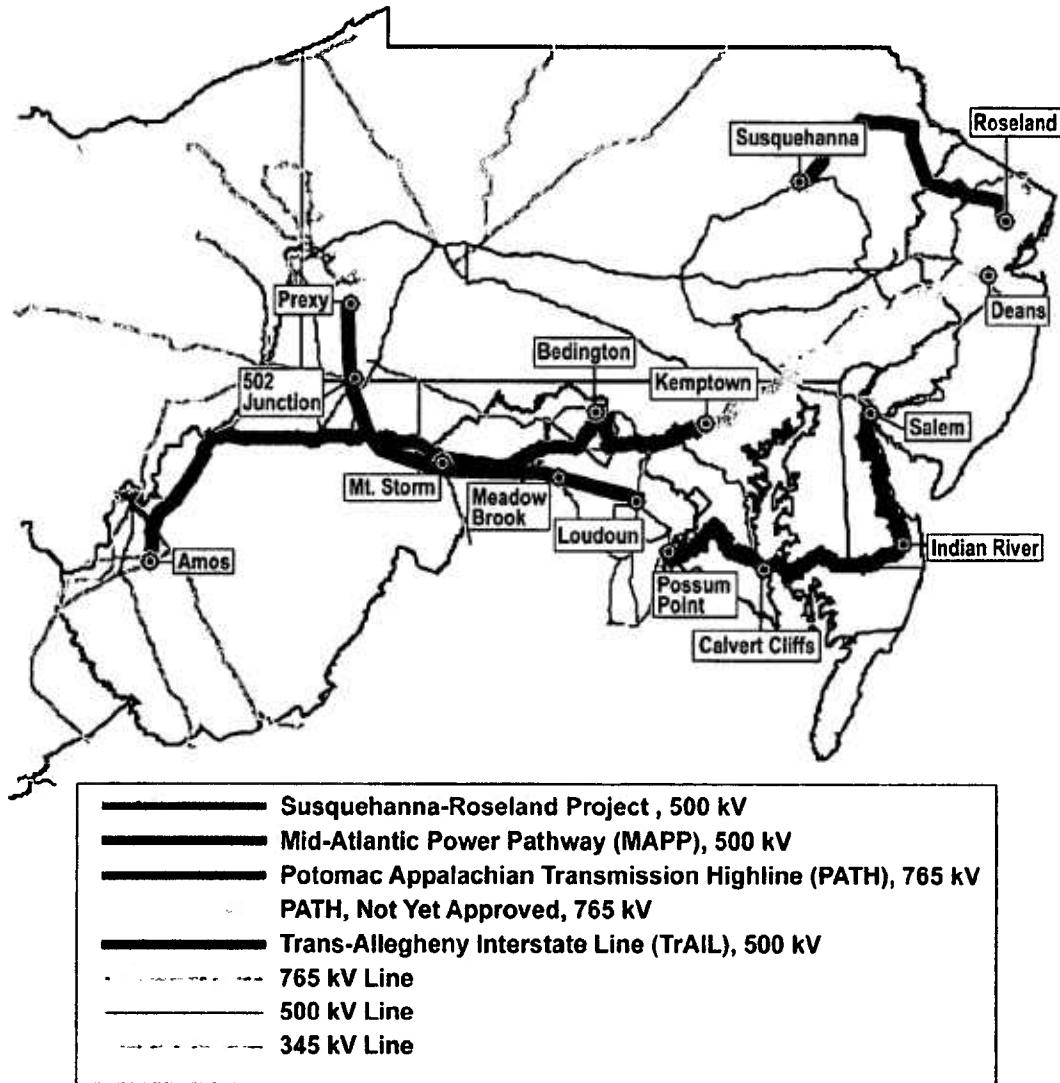 Susquehanna
Roseland
Prexy
Deans
Bedington
502
Junction
Kemptown
Salem
Mt. Storm
Meadow
Brook
Loudoun
Indian River
Amos
Possum
Point
Calvert Cliffs
Susquehanna-Roseland Project , 500 kV
Mid-Atlantic Power Pathway (MAPP), 500 kV
Potomac Appalachian Transmission Highline (PATH), 765 kV
PATH, Not Yet Approved, 765 kV
Trans-Allegheny Interstate Line (TrAIL), 500 kV
765 kV Line
500 kV Line
345 kV Line